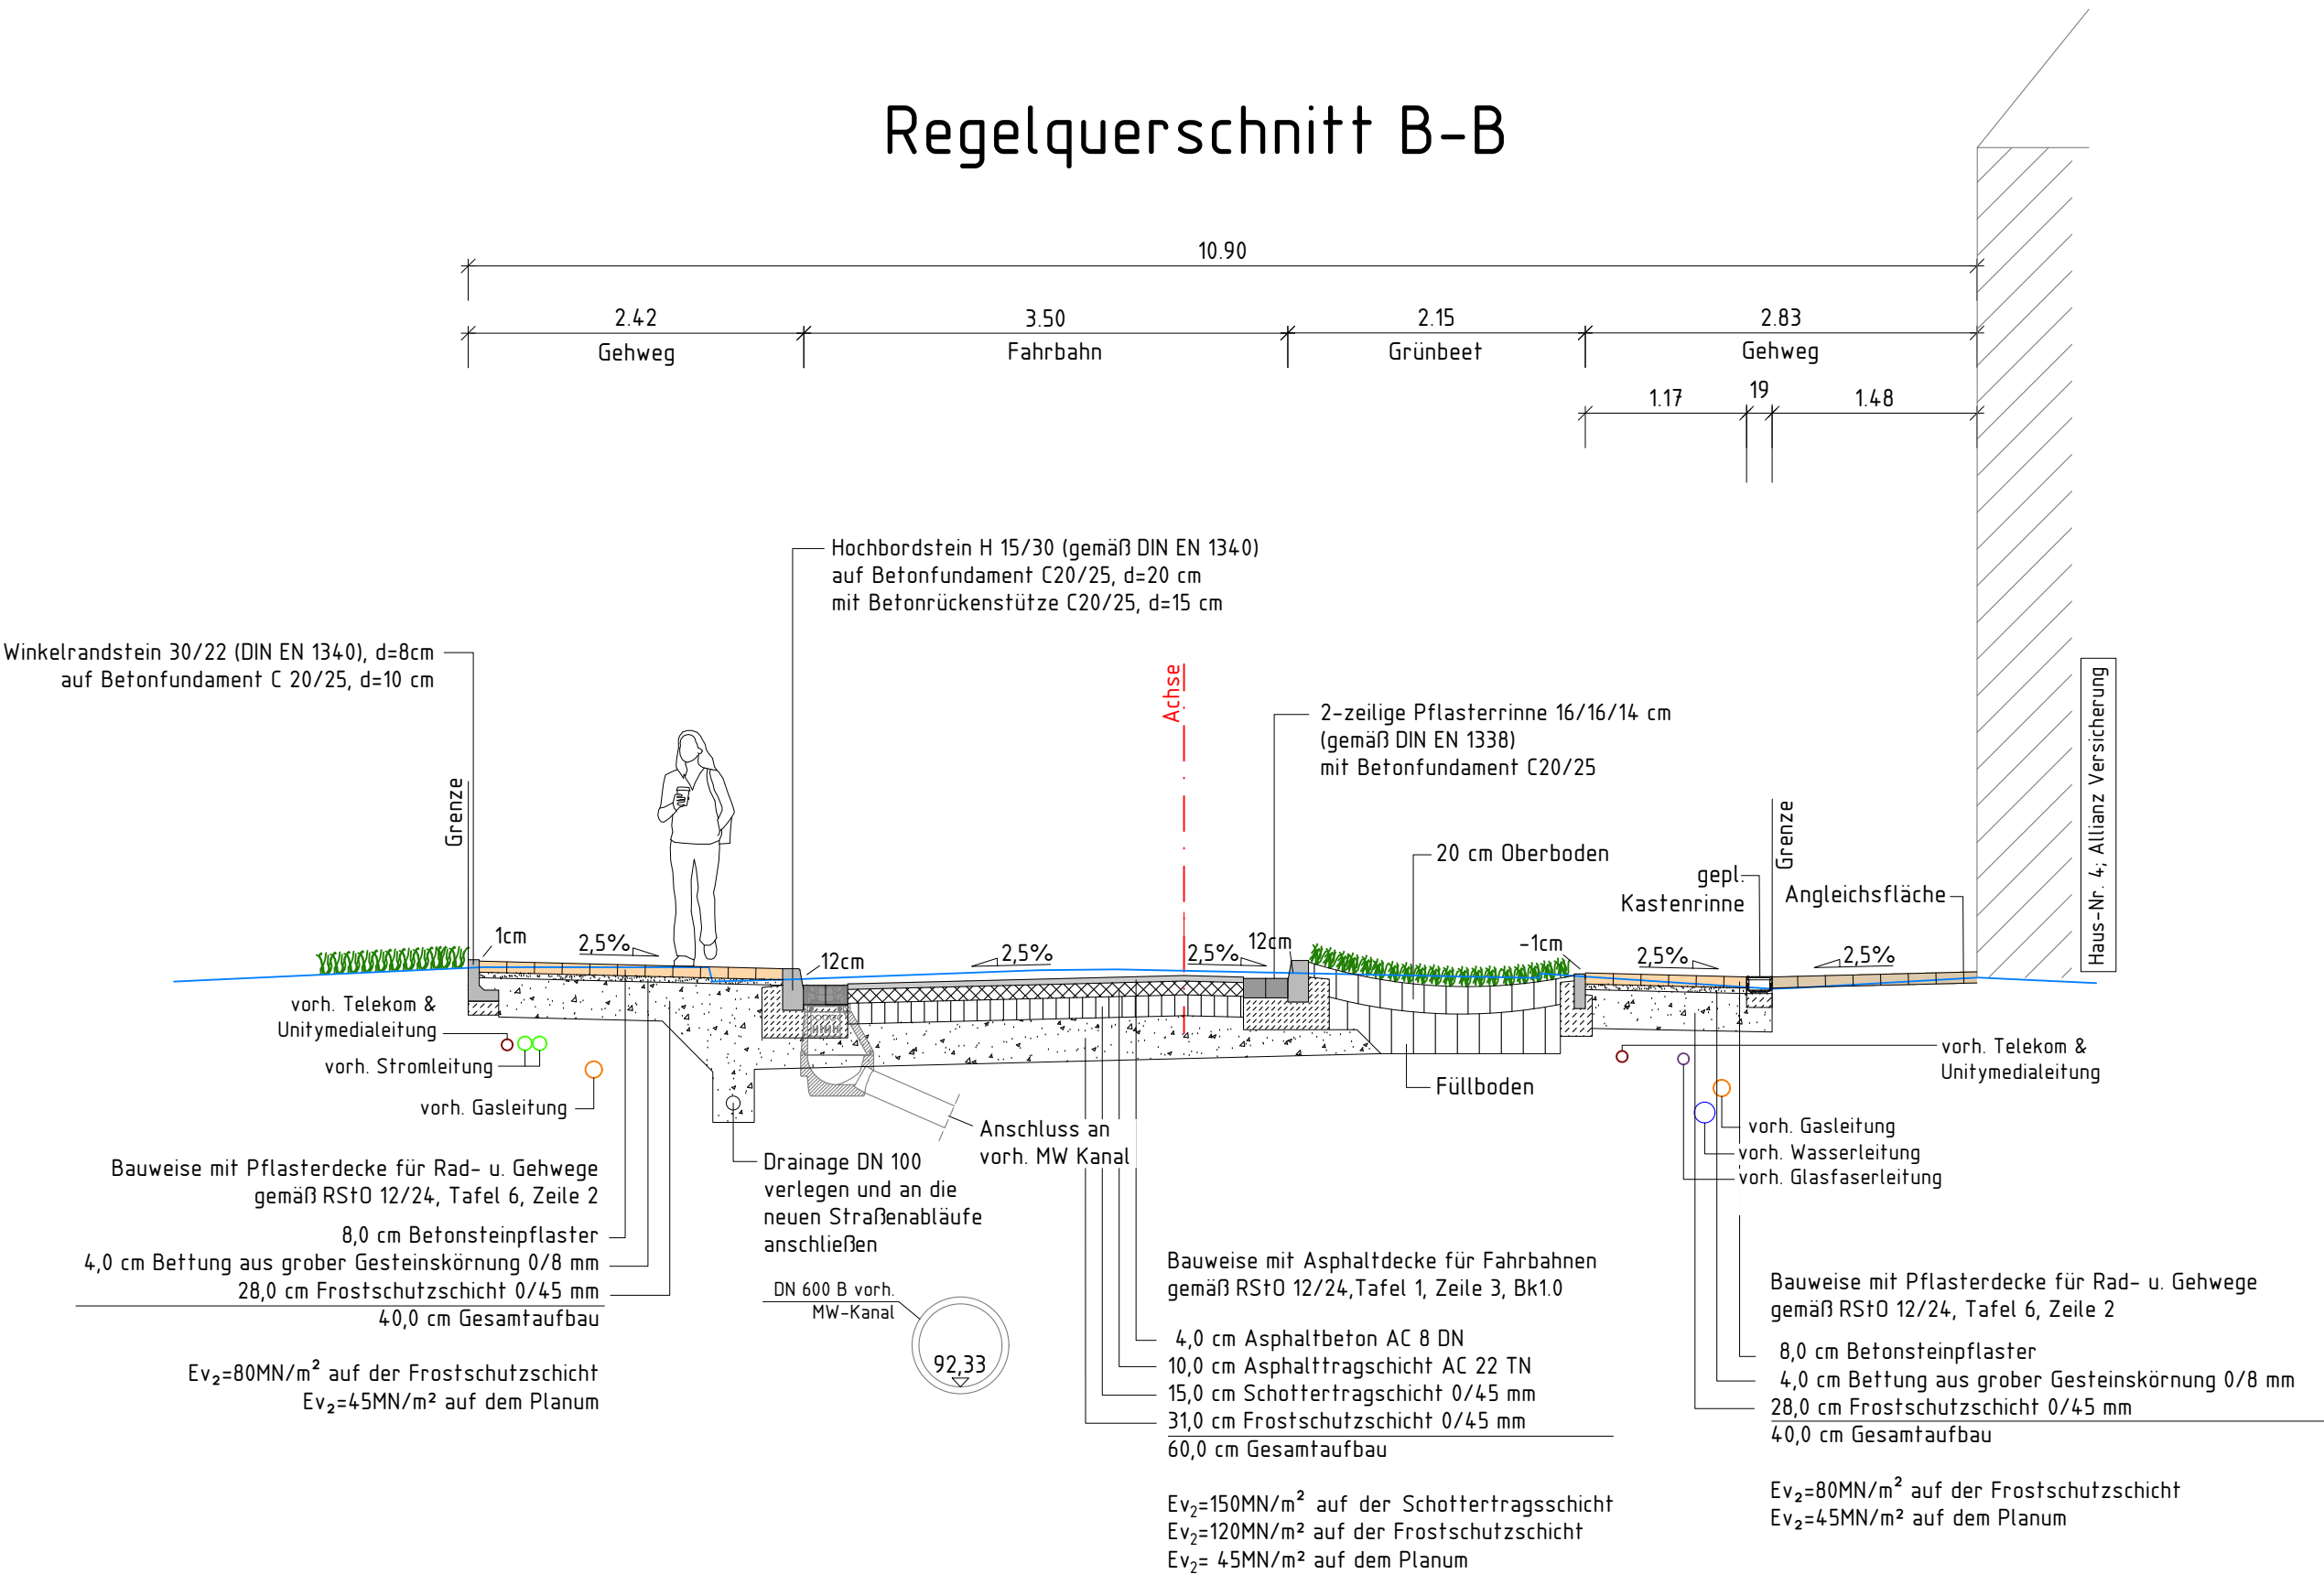 Regelquerschnitt B-B
10.90
2.42
3.50
2.15
2.83
Gehweg
Fahrbahn
Grünbeet
Gehweg
1.17
19
1.48
Hochbordstein H 15/30 (gemäß DIN EN 1340)
auf Betonfundament C20/25, d=20 cm
mit Betonrückenstütze C20/25, d=15 cm
Winkelrandstein 30/22 (DIN EN 1340), d=8cm
auf Betonfundament C 20/25, d=10 cm
Achse
2-zeilige Pflasterrinne 16/16/14 cm
(gemäß DIN EN 1338)
mit Betonfundament C20/25
Haus-Nr. 4; Allianz Versicherung
Grenze
Grenze
20 cm Oberboden
gepl.
Kastenrinne
Angleichsfläche
1cm
2,5%
12cm
2,5%
2,5%
12cm
-1cm
2,5%
2,5%
vorh. Telekom &
Unitymedialeitung
vorh. Stromleitung
vorh. Gasleitung
Füllboden
vorh. Telekom &
Unitymedialeitung
vorh. Gasleitung
vorh. Wasserleitung
vorh. Glasfaserleitung
Anschluss an
vorh. MW Kanal
Drainage DN 100
verlegen und an die
neuen Straßenabläufe
anschließen
DN 600 B vorh.
MW-Kanal
92,33
Bauweise mit Pflasterdecke für Rad- u. Gehwege
gemäß RStO 12/24, Tafel 6, Zeile 2
8,0 cm Betonsteinpflaster
4,0 cm Bettung aus grober Gesteinskörnung 0/8 mm
28,0 cm Frostschutzschicht 0/45 mm
40,0 cm Gesamtaufbau
Ev₂=80MN/m² auf der Frostschutzschicht
Ev₂=45MN/m² auf dem Planum
Bauweise mit Asphaltdecke für Fahrbahnen
gemäß RStO 12/24,Tafel 1, Zeile 3, Bk1.0
4,0 cm Asphaltbeton AC 8 DN
10,0 cm Asphalttragschicht AC 22 TN
15,0 cm Schottertragschicht 0/45 mm
31,0 cm Frostschutzschicht 0/45 mm
60,0 cm Gesamtaufbau
Ev₂=150MN/m² auf der Schottertragsschicht
Ev₂=120MN/m² auf der Frostschutzschicht
Ev₂= 45MN/m² auf dem Planum
Bauweise mit Pflasterdecke für Rad- u. Gehwege
gemäß RStO 12/24, Tafel 6, Zeile 2
8,0 cm Betonsteinpflaster
4,0 cm Bettung aus grober Gesteinskörnung 0/8 mm
28,0 cm Frostschutzschicht 0/45 mm
40,0 cm Gesamtaufbau
Ev₂=80MN/m² auf der Frostschutzschicht
Ev₂=45MN/m² auf dem Planum